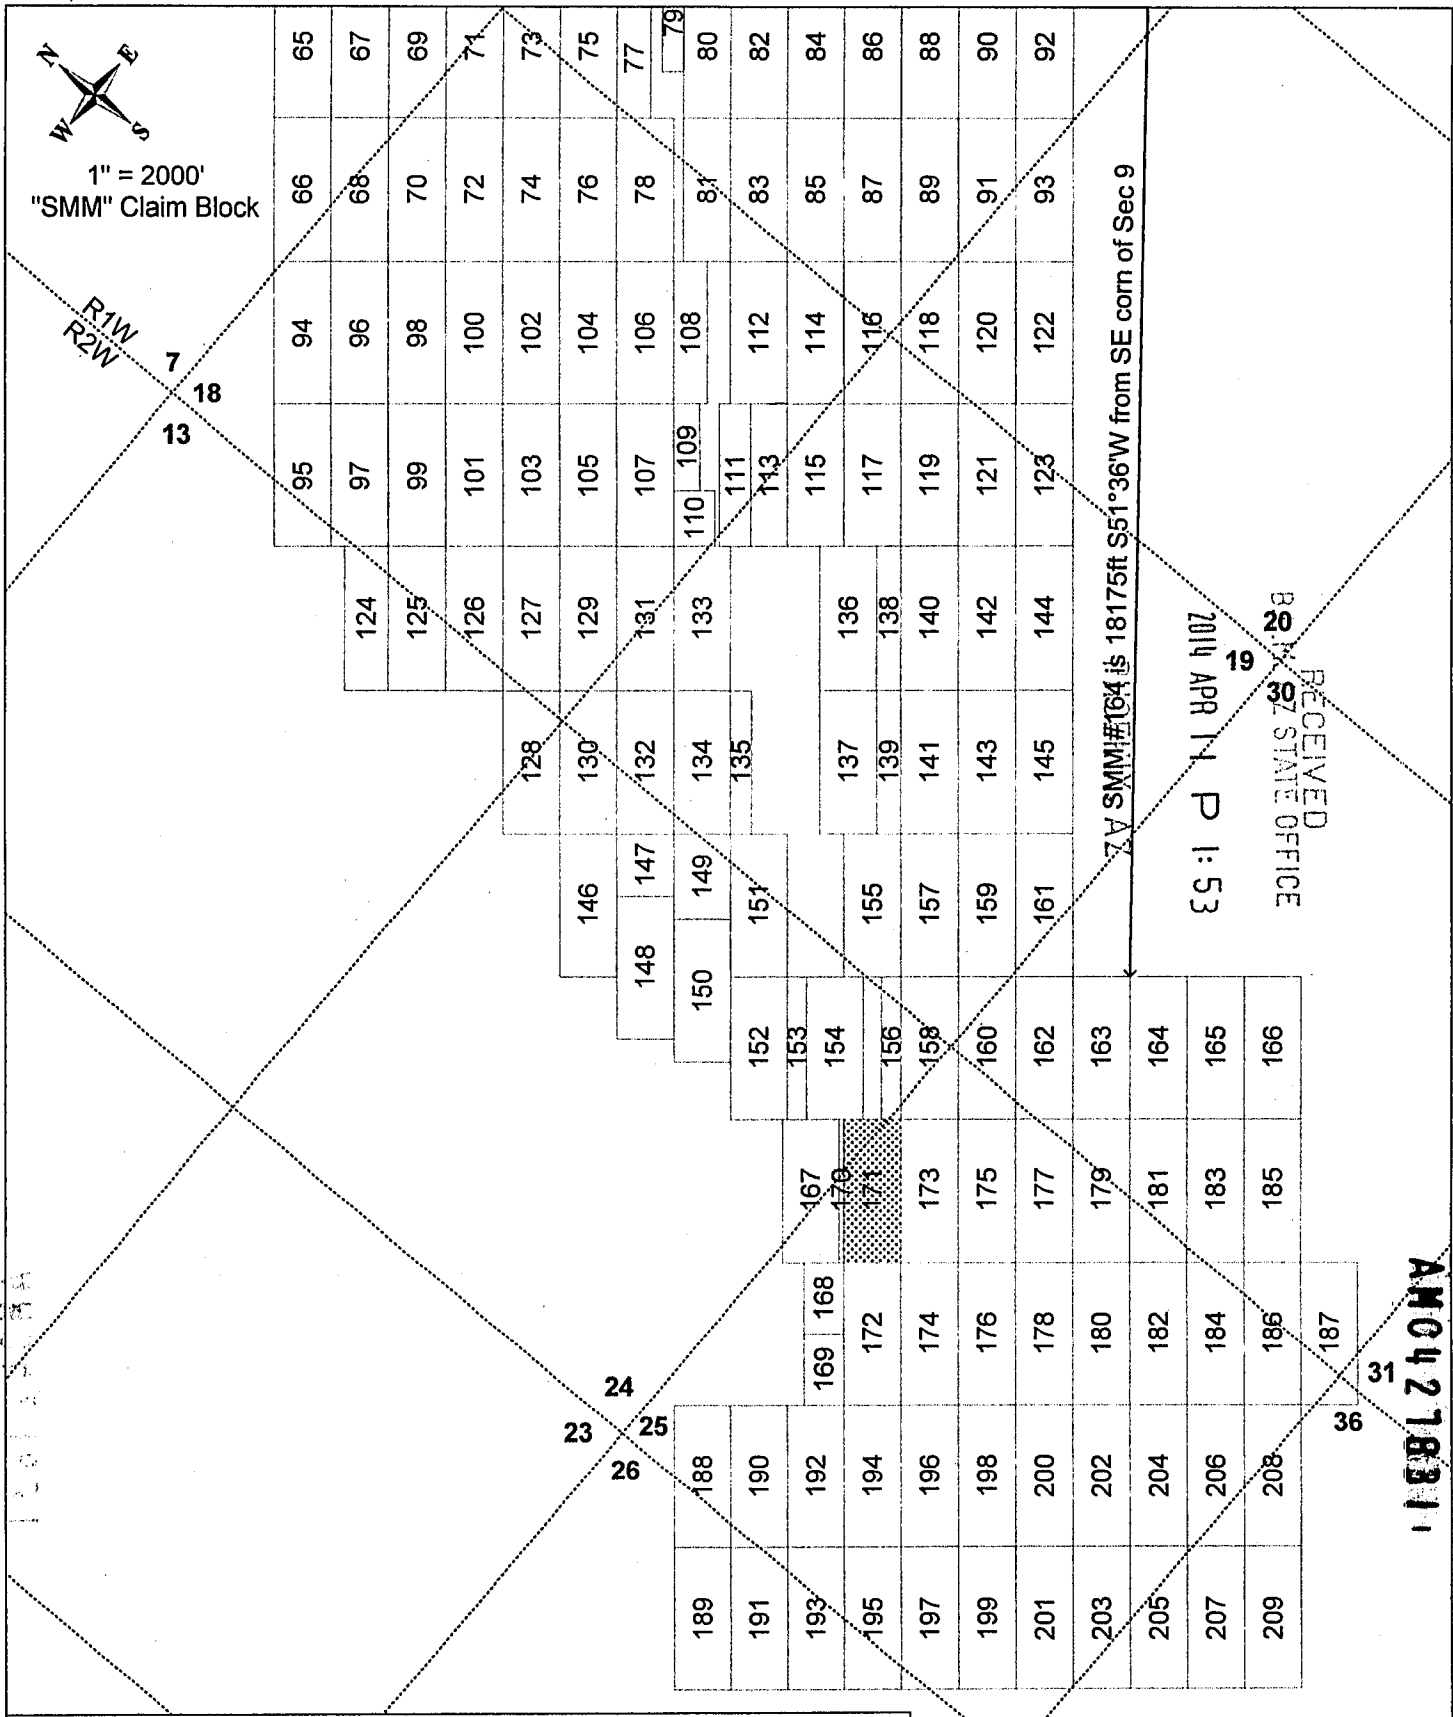 N E
W S
1" = 2000'
"SMM" Claim Block
65 67 69 71 73 75 77 79 80 82 84 86 88 90 92
66 68 70 72 74 76 78 81 83 85 87 89 91 93
R1W
R2W
7
18
13
94 96 98 100 102 104 106 108 112 114 116 118 120 122
95 97 99 101 103 105 107 109 110 111 113 115 117 119 121 123
124 125 126 127 129 131 133 136 138 140 142 144
128 130 132 134 135 137 139 141 143 145
146 147 149 151 155 157 159 161
148 150 152 153 154 156 158 160 162 163 164 165 166
167 170 171 173 175 177 179 181 183 185
168 169 172 174 176 178 180 182 184 186 187
188 190 192 194 196 198 200 202 204 206 208
189 191 193 195 197 199 201 203 205 207 209
SMM#164 is 18175ft S51°36'W from SE corn of Sec 9
20
19
30
RECEIVED
STATE OFFICE
2014 APR 11 P 1:53
24
23 25
26
31
36